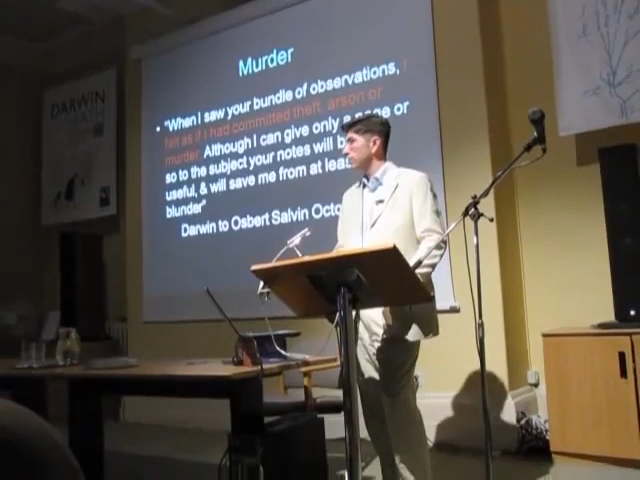 Murder
• "When I saw your bundle of observations, I
felt as if I had committed theft, arson or
murder. Although I can give only a page or
so to the subject your notes will
useful, & will save me from at
blunder"
Darwin to Osbert Salvin
DARWIN